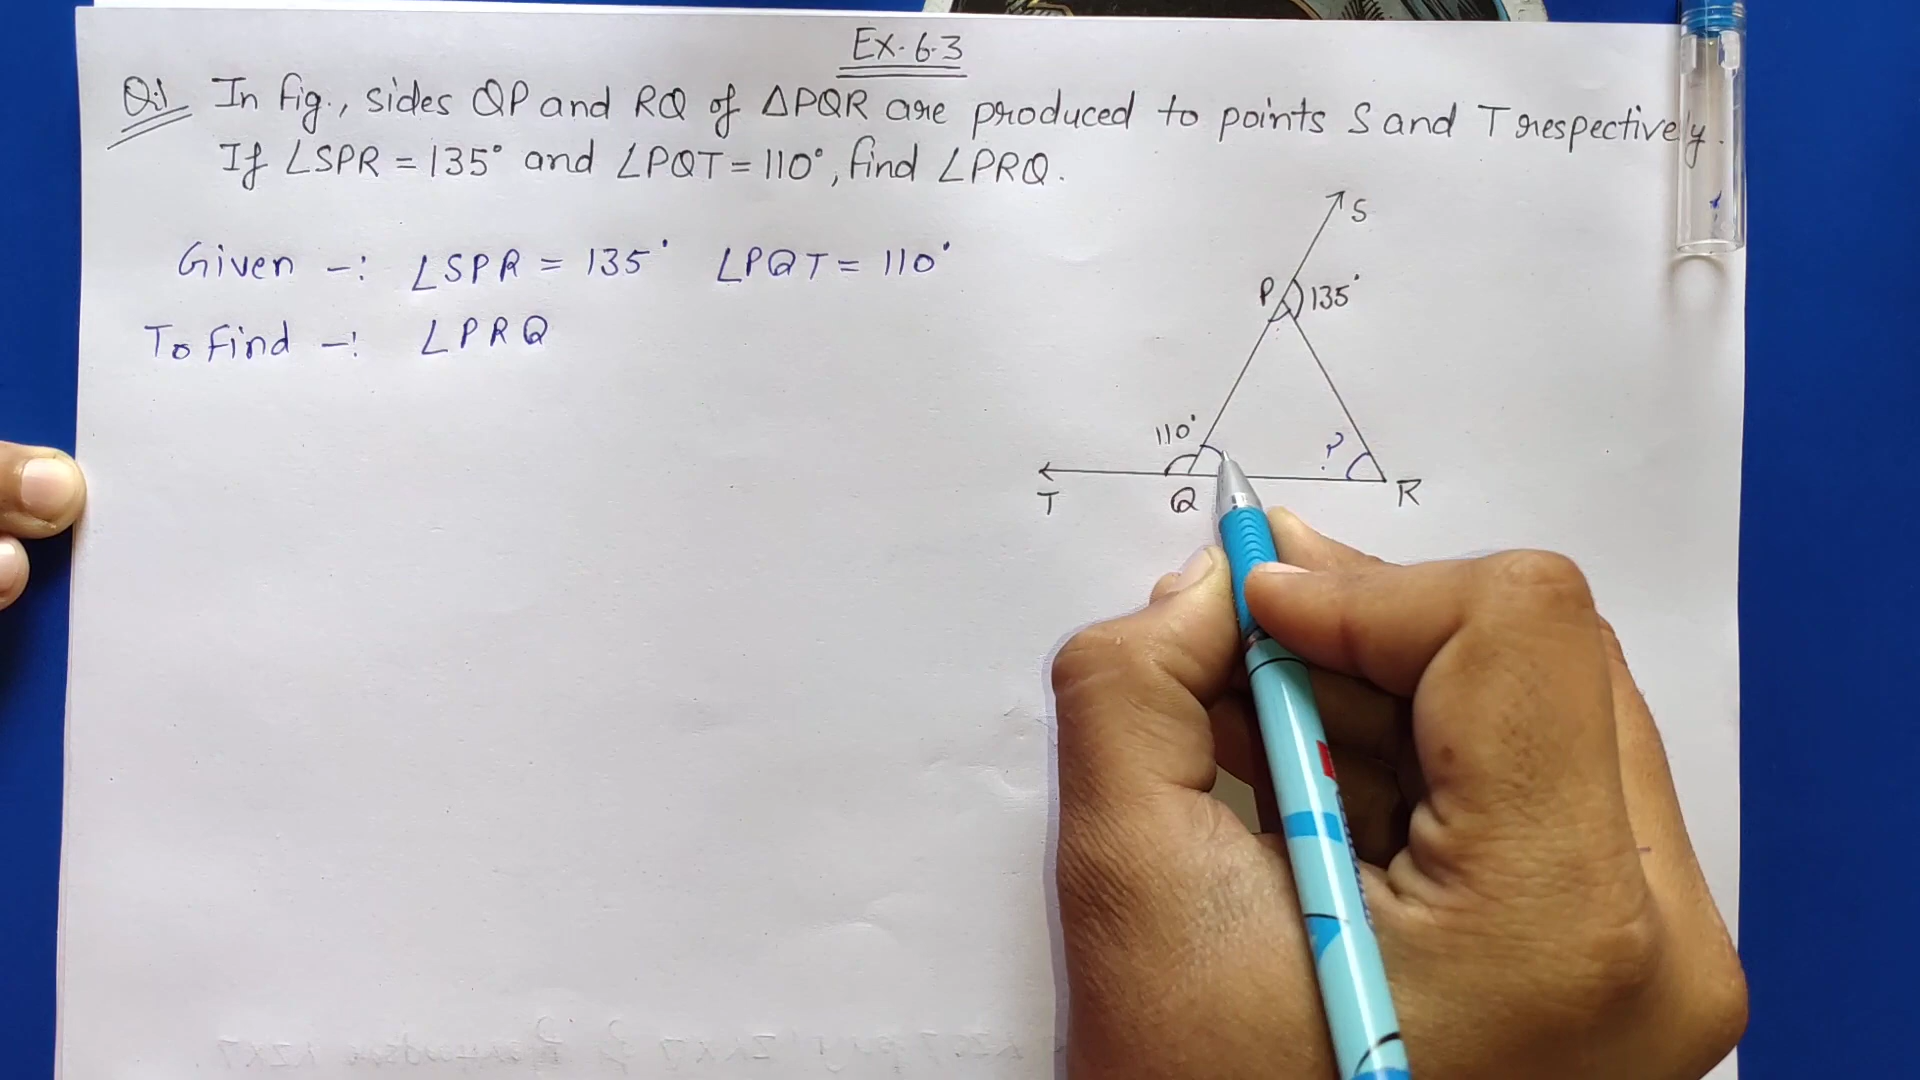 Ex. 6.3
Q.1 In fig., sides QP and RQ of △PQR are produced to points S and T respectively.
If ∠SPR = 135° and ∠PQT = 110°, find ∠PRQ.
Given -: ∠SPR = 135° ∠PQT = 110°
To Find -: ∠PRQ
S
P 135°
110° ?
T Q R